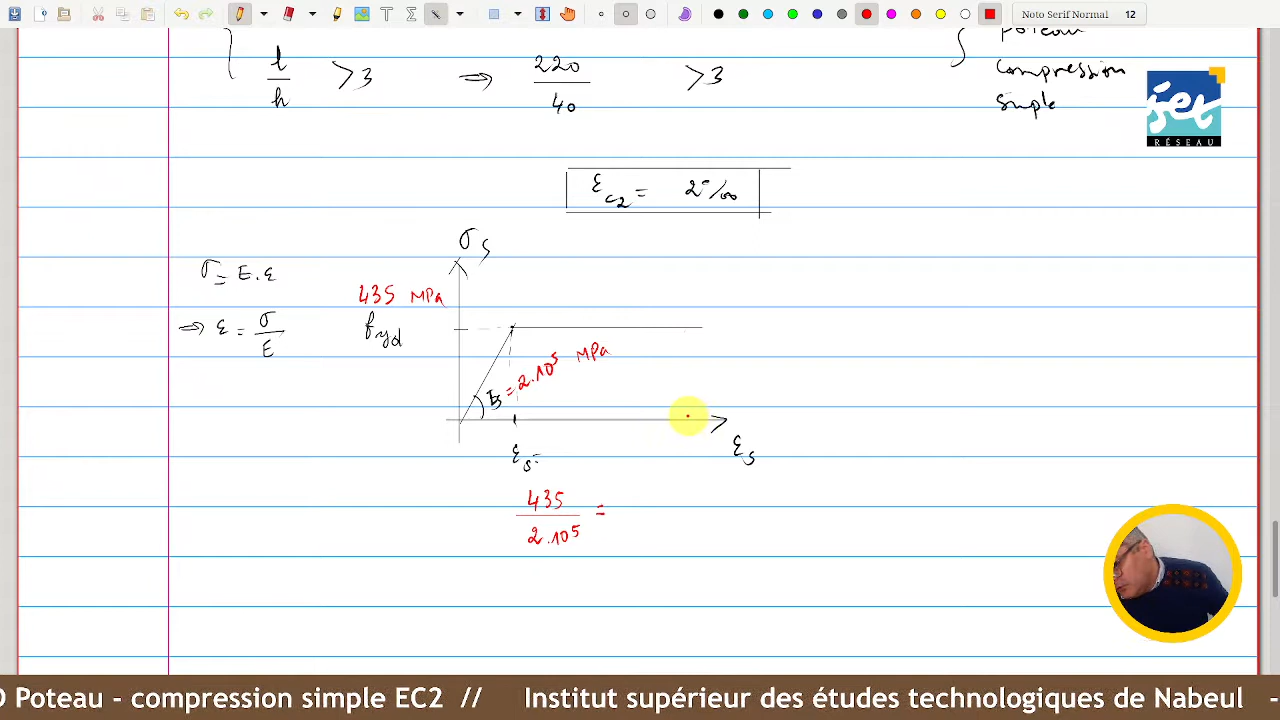 Noto Serif Normal 12
poteau
l/h >3 ⇒ 220/40 >3
compression
simple
iset
RÉSEAU
εc2 = 2‰
σs
σ = E.ε
435 MPa
⇒ ε = σ/E
fyd
Es = 2.10⁵ MPa
εs
εs =
435/2.10⁵ =
O Poteau - compression simple EC2 // Institut supérieur des études technologiques de Nabeul -